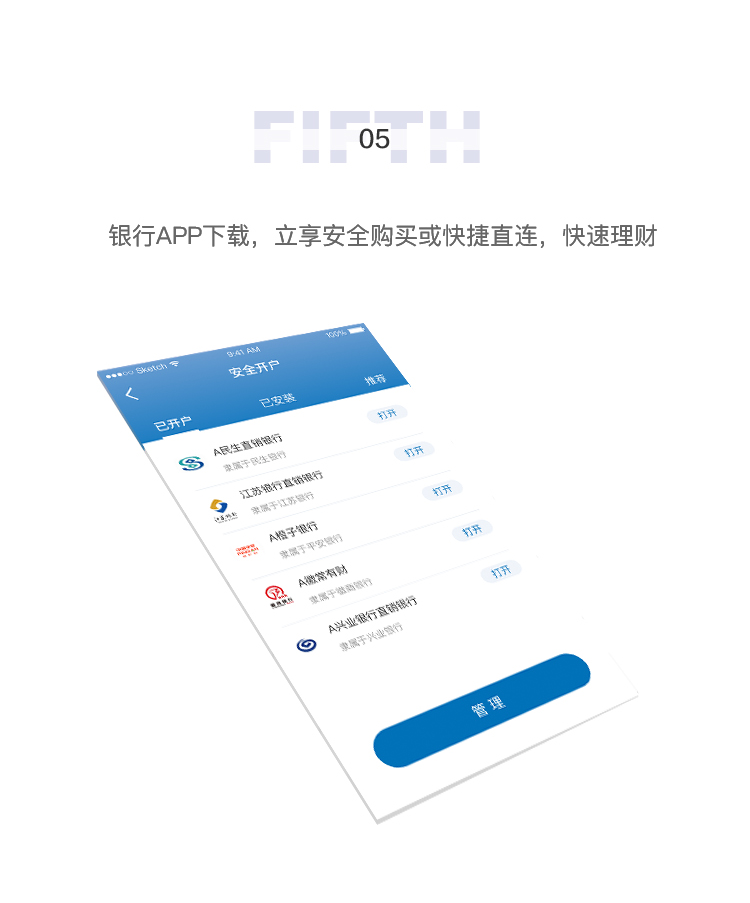 FIFTH
05
银行APP下载，立享安全购买或快捷直连，快速理财
Sketch 9:41 AM 100%
安全开户
已开户 已安装 推荐
A民生直销银行
隶属于民生银行
打开
江苏银行直销银行
隶属于江苏银行
打开
A橙子银行
隶属于平安银行
打开
A徽常有财
隶属于徽商银行
打开
A兴业银行直销银行
隶属于兴业银行
打开
管理